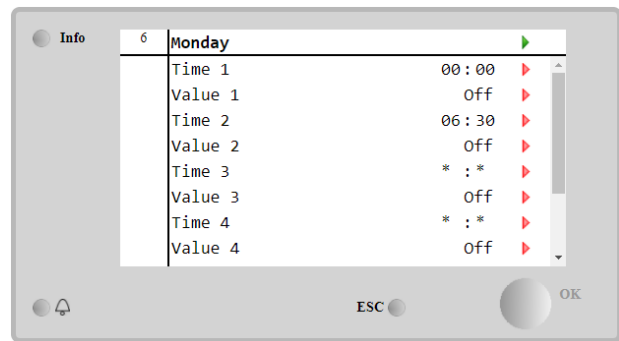 Info
6 Monday
Time 1 00:00
Value 1 Off
Time 2 06:30
Value 2 Off
Time 3 * :*
Value 3 Off
Time 4 * :*
Value 4 Off
ESC
OK